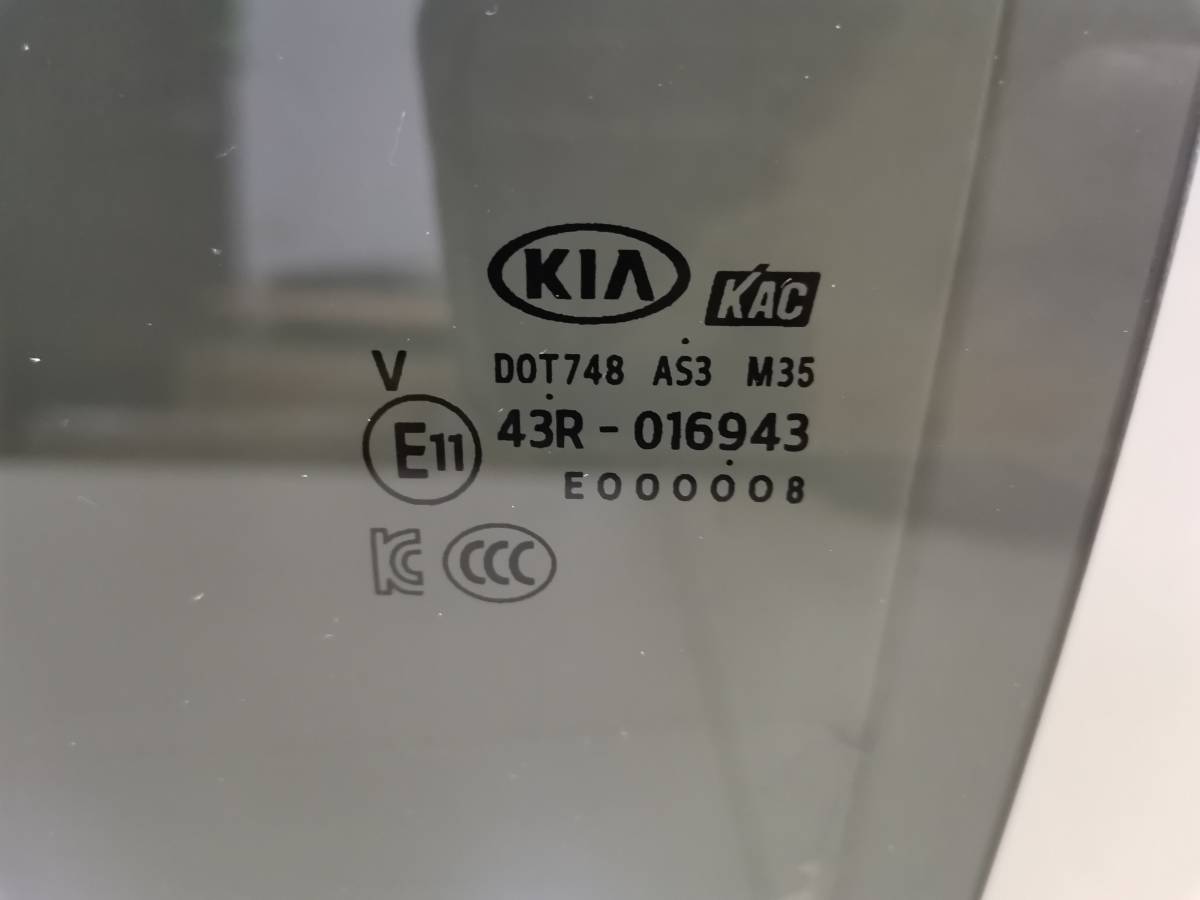 KIA KAC
V DOT748 AS3 M35
E11 43R-016943
E000008
KC CCC